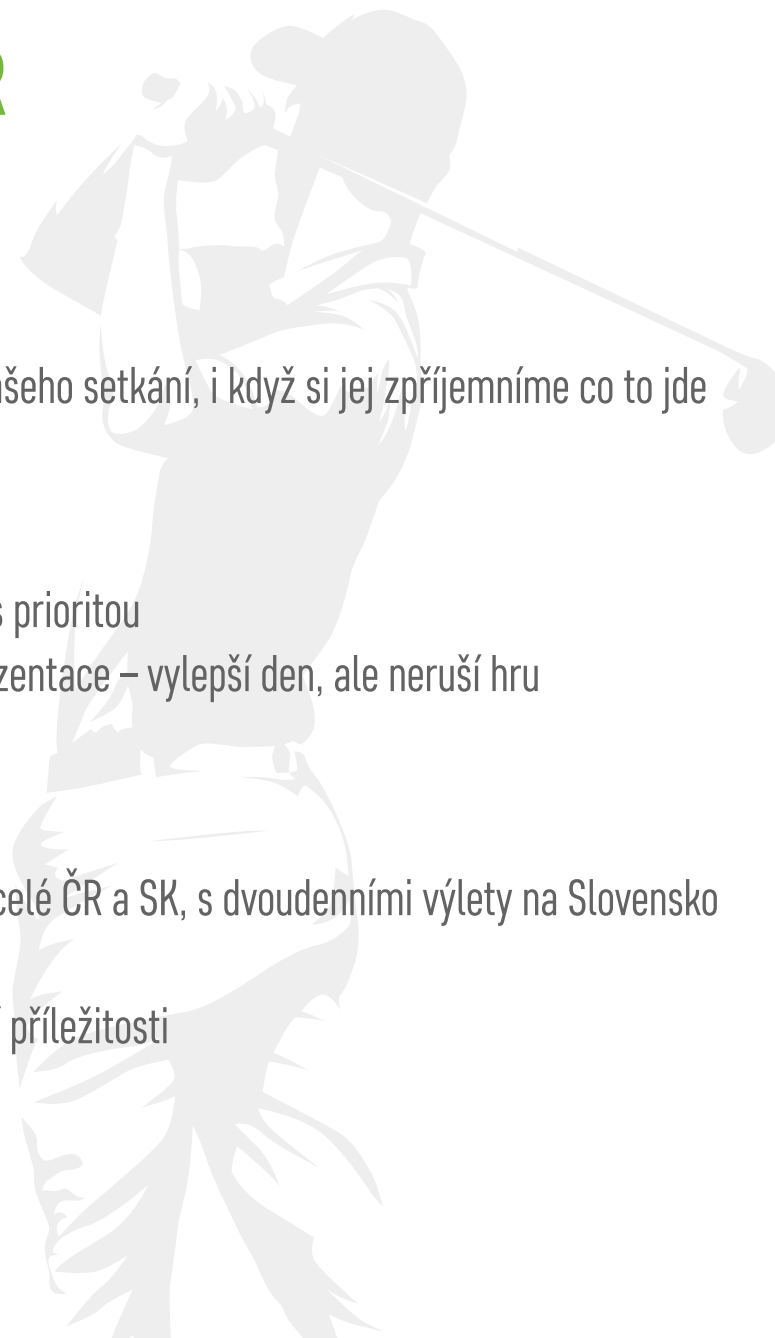 R
ašeho setkání, i když si jej zpříjemníme co to jde
s prioritou
zentace – vylepší den, ale neruší hru
celé ČR a SK, s dvoudenními výlety na Slovensko
í příležitosti